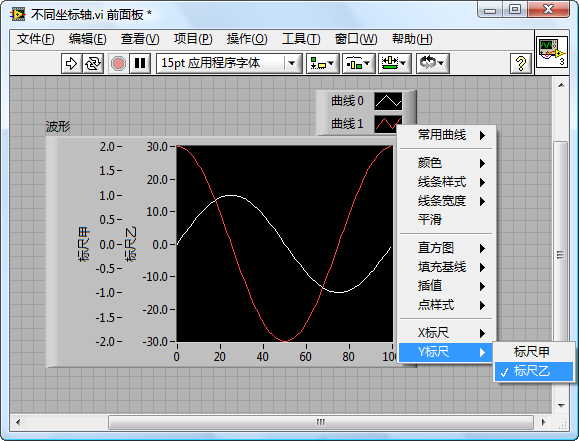 不同坐标轴.vi 前面板 *
文件(F) 编辑(E) 查看(V) 项目(P) 操作(O) 工具(T) 窗口(W) 帮助(H)
15pt 应用程序字体
3
曲线 0
曲线 1
波形
标尺甲
2.0
1.5
1.0
0.5
0.0
-0.5
-1.0
-1.5
-2.0
标尺乙
30.0
20.0
10.0
0.0
-10.0
-20.0
-30.0
0 20 40 60 80 100
常用曲线
颜色
线条样式
线条宽度
平滑
直方图
填充基线
插值
点样式
X标尺
Y标尺
标尺甲
✓ 标尺乙